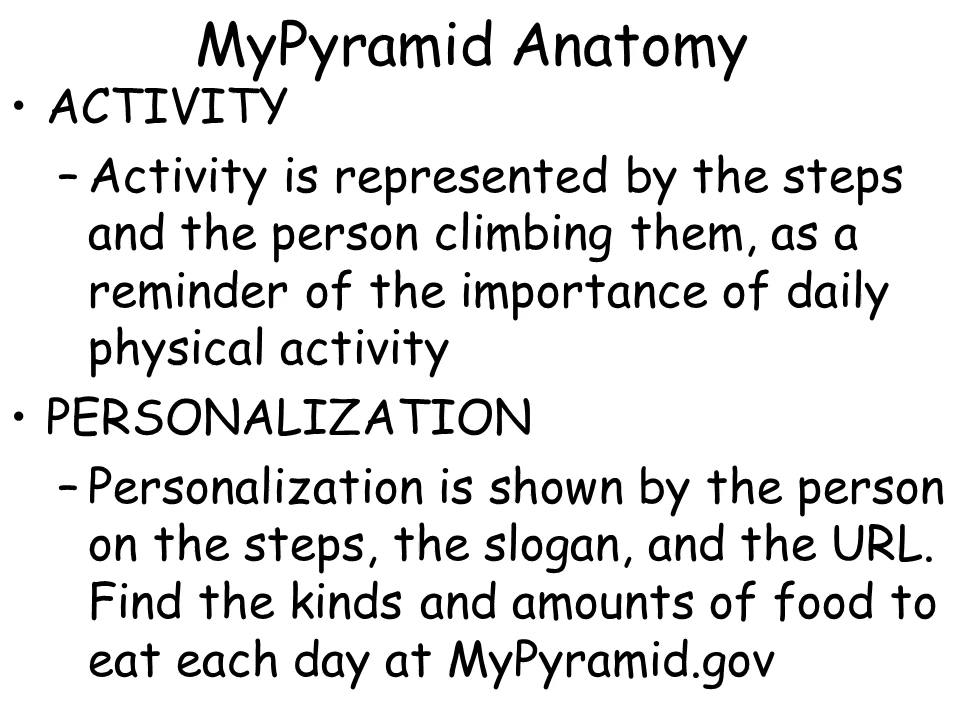 MyPyramid Anatomy
• ACTIVITY
– Activity is represented by the steps
and the person climbing them, as a
reminder of the importance of daily
physical activity
• PERSONALIZATION
– Personalization is shown by the person
on the steps, the slogan, and the URL.
Find the kinds and amounts of food to
eat each day at MyPyramid.gov